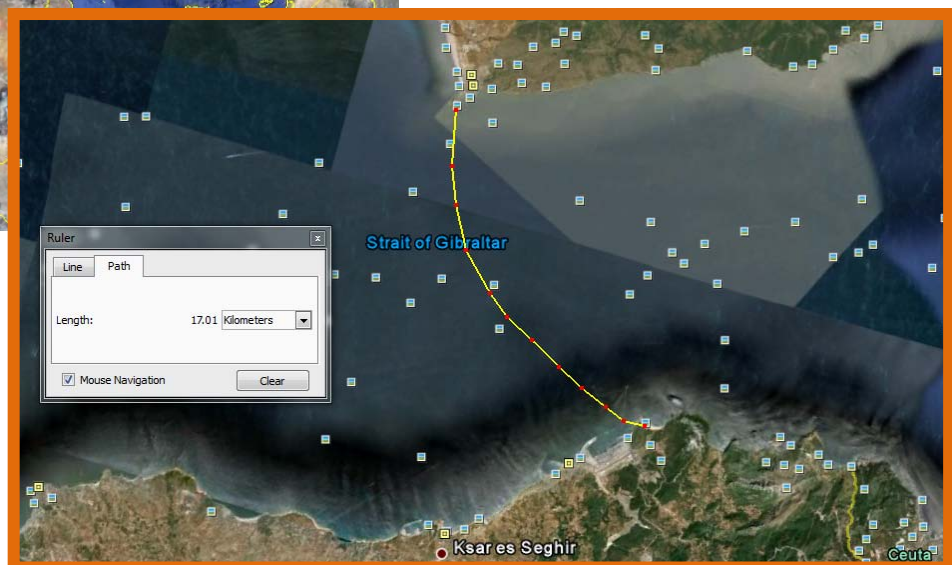 Ruler
Line
Path
Length:
17.01
Kilometers
Mouse Navigation
Clear
Strait of Gibraltar
Ksar es Seghir
Ceuta